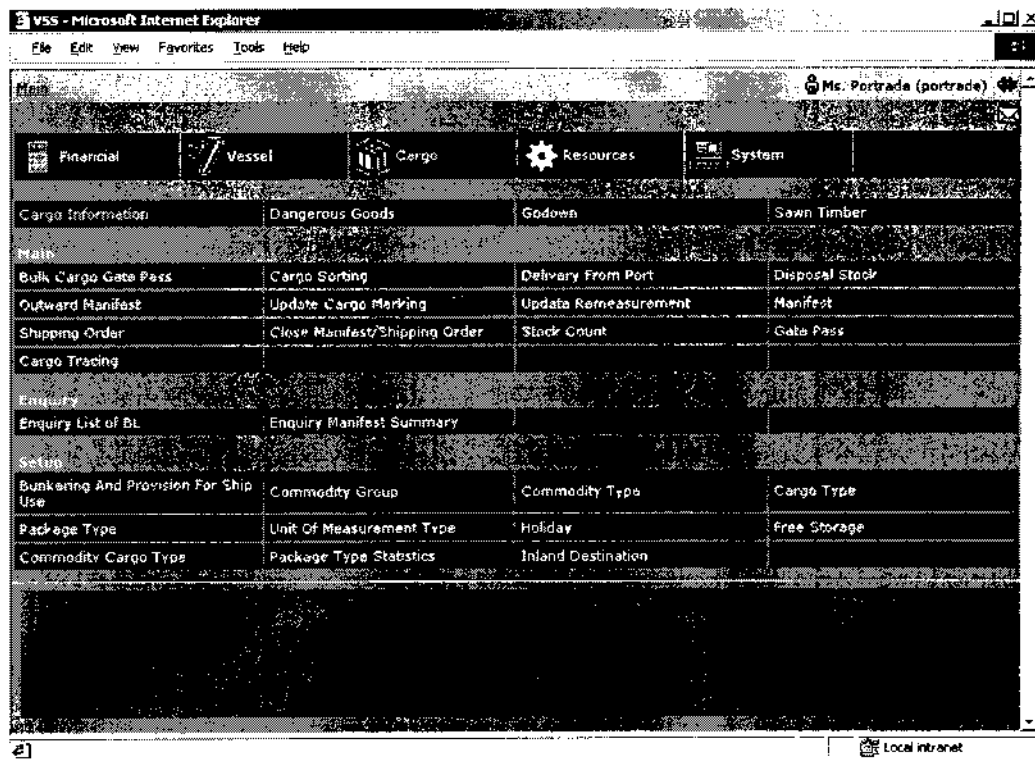 VSS - Microsoft Internet Explorer
File Edit View Favorites Tools Help
Main Ms. Portrade (portrade)
Financial Vessel Cargo Resources System
Cargo Information Dangerous Goods Godown Sawn Timber
Main
Bulk Cargo Gate Pass Cargo Sorting Delivery From Port Disposal Stock
Outward Manifest Update Cargo Marking Update Remeasurement Manifest
Shipping Order Close Manifest/Shipping Order Stock Count Gate Pass
Cargo Tracing
Enquiry
Enquiry List of BL Enquiry Manifest Summary
Setup
Bunkering And Provision For Ship Use Commodity Group Commodity Type Cargo Type
Package Type Unit Of Measurement Type Holiday Free Storage
Commodity Cargo Type Package Type Statistics Inland Destination
Local intranet